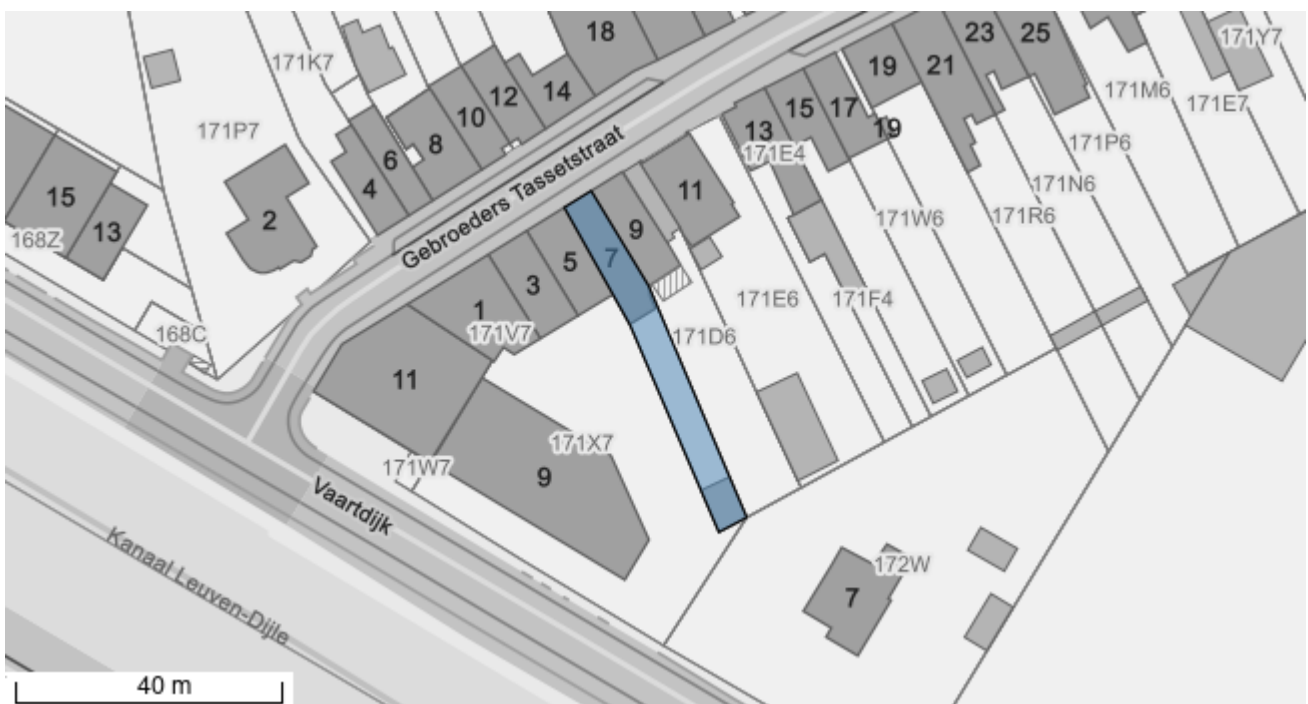 18
171K7
23
25
171Y7
12
19
14
10
21
171M6
15
17
171E7
8
171P7
13
19
6
171E4
171P6
4
171N6
15
Gebroeders Tassetstraat
11
171R6
2
171W6
13
9
168Z
7
5
3
171E6
171F4
1
171V7
168C
171D6
11
171X7
171W7
9
Vaartdijk
Kanaal Leuven-Dijle
172W
7
40 m